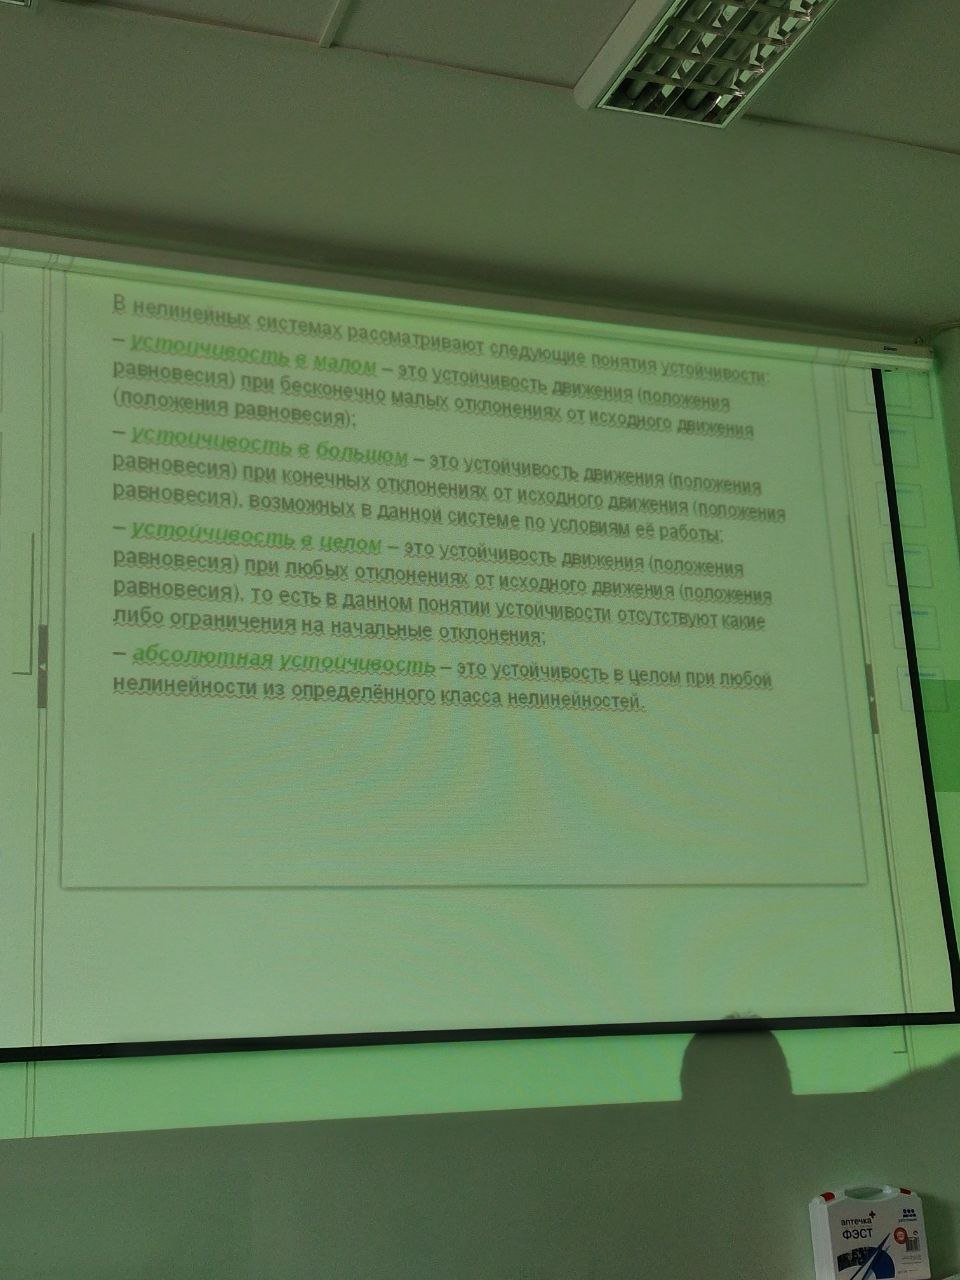 В нелинейных системах рассматривают следующие понятия устойчивости:
– устойчивость в малом – это устойчивость движения (положения
равновесия) при бесконечно малых отклонениях от исходного движения
(положения равновесия);
– устойчивость в большом – это устойчивость движения (положения
равновесия) при конечных отклонениях от исходного движения (положения
равновесия), возможных в данной системе по условиям её работы;
– устойчивость в целом – это устойчивость движения (положения
равновесия) при любых отклонениях от исходного движения (положения
равновесия), то есть в данном понятии устойчивости отсутствуют какие
либо ограничения на начальные отклонения;
– абсолютная устойчивость – это устойчивость в целом при любой
нелинейности из определённого класса нелинейностей.
аптечка
ФЭСТ